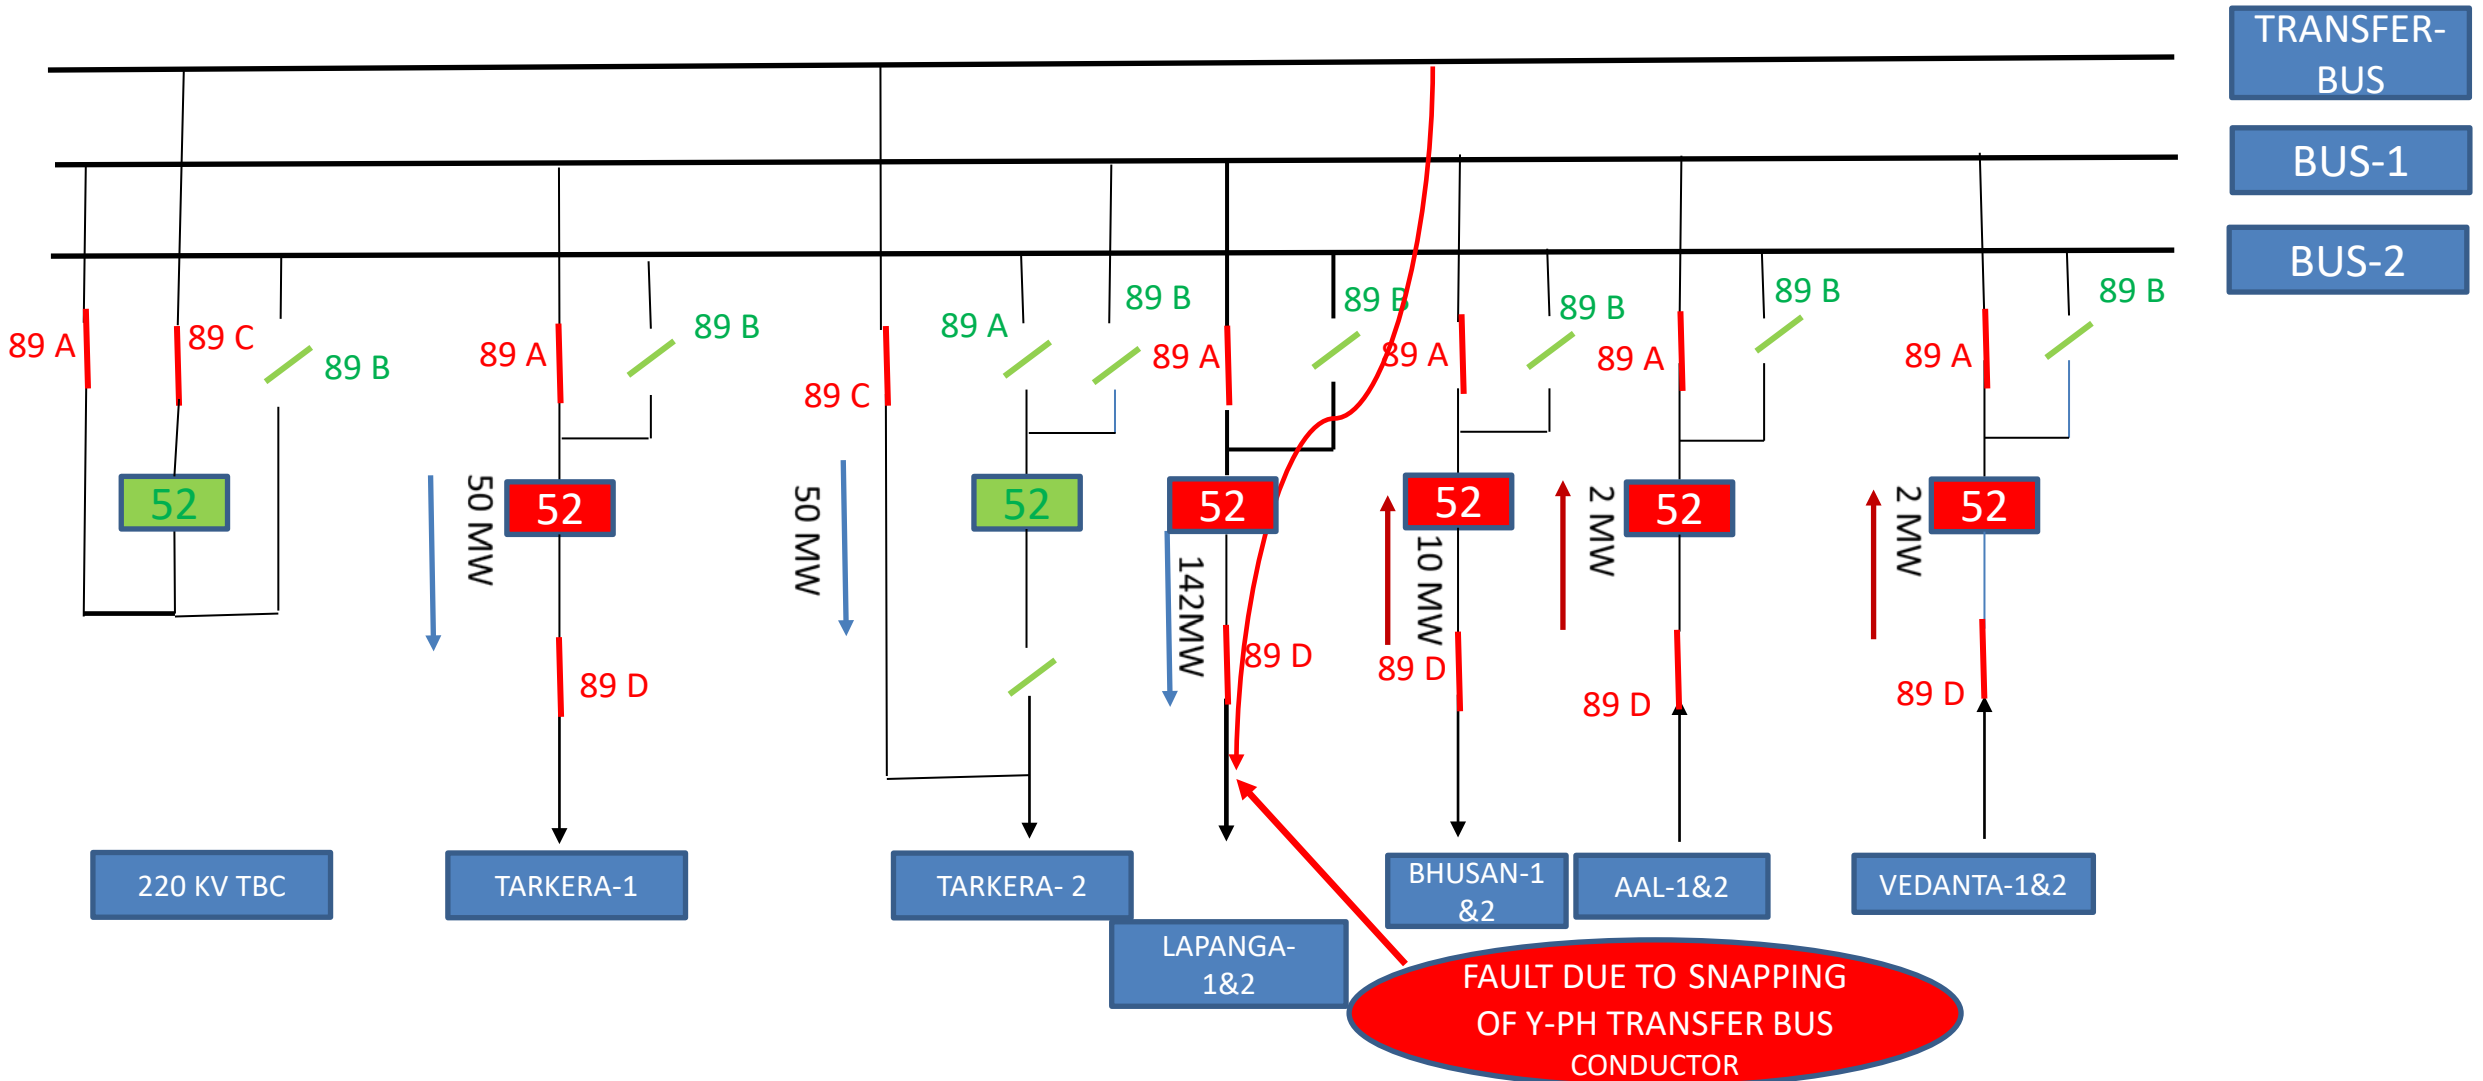 TRANSFER-
BUS
BUS-1
BUS-2
89 A
89 C
89 B
89 A
89 B
89 C
89 A
89 B
89 A
89 B
89 A
89 B
89 A
89 B
89 A
89 B
52
50 MW
52
50 MW
52
52
142MW
52
10 MW
2 MW
52
2 MW
52
89 D
89 D
89 D
89 D
89 D
220 KV TBC
TARKERA-1
TARKERA- 2
LAPANGA-
1&2
BHUSAN-1
&2
AAL-1&2
VEDANTA-1&2
FAULT DUE TO SNAPPING
OF Y-PH TRANSFER BUS
CONDUCTOR